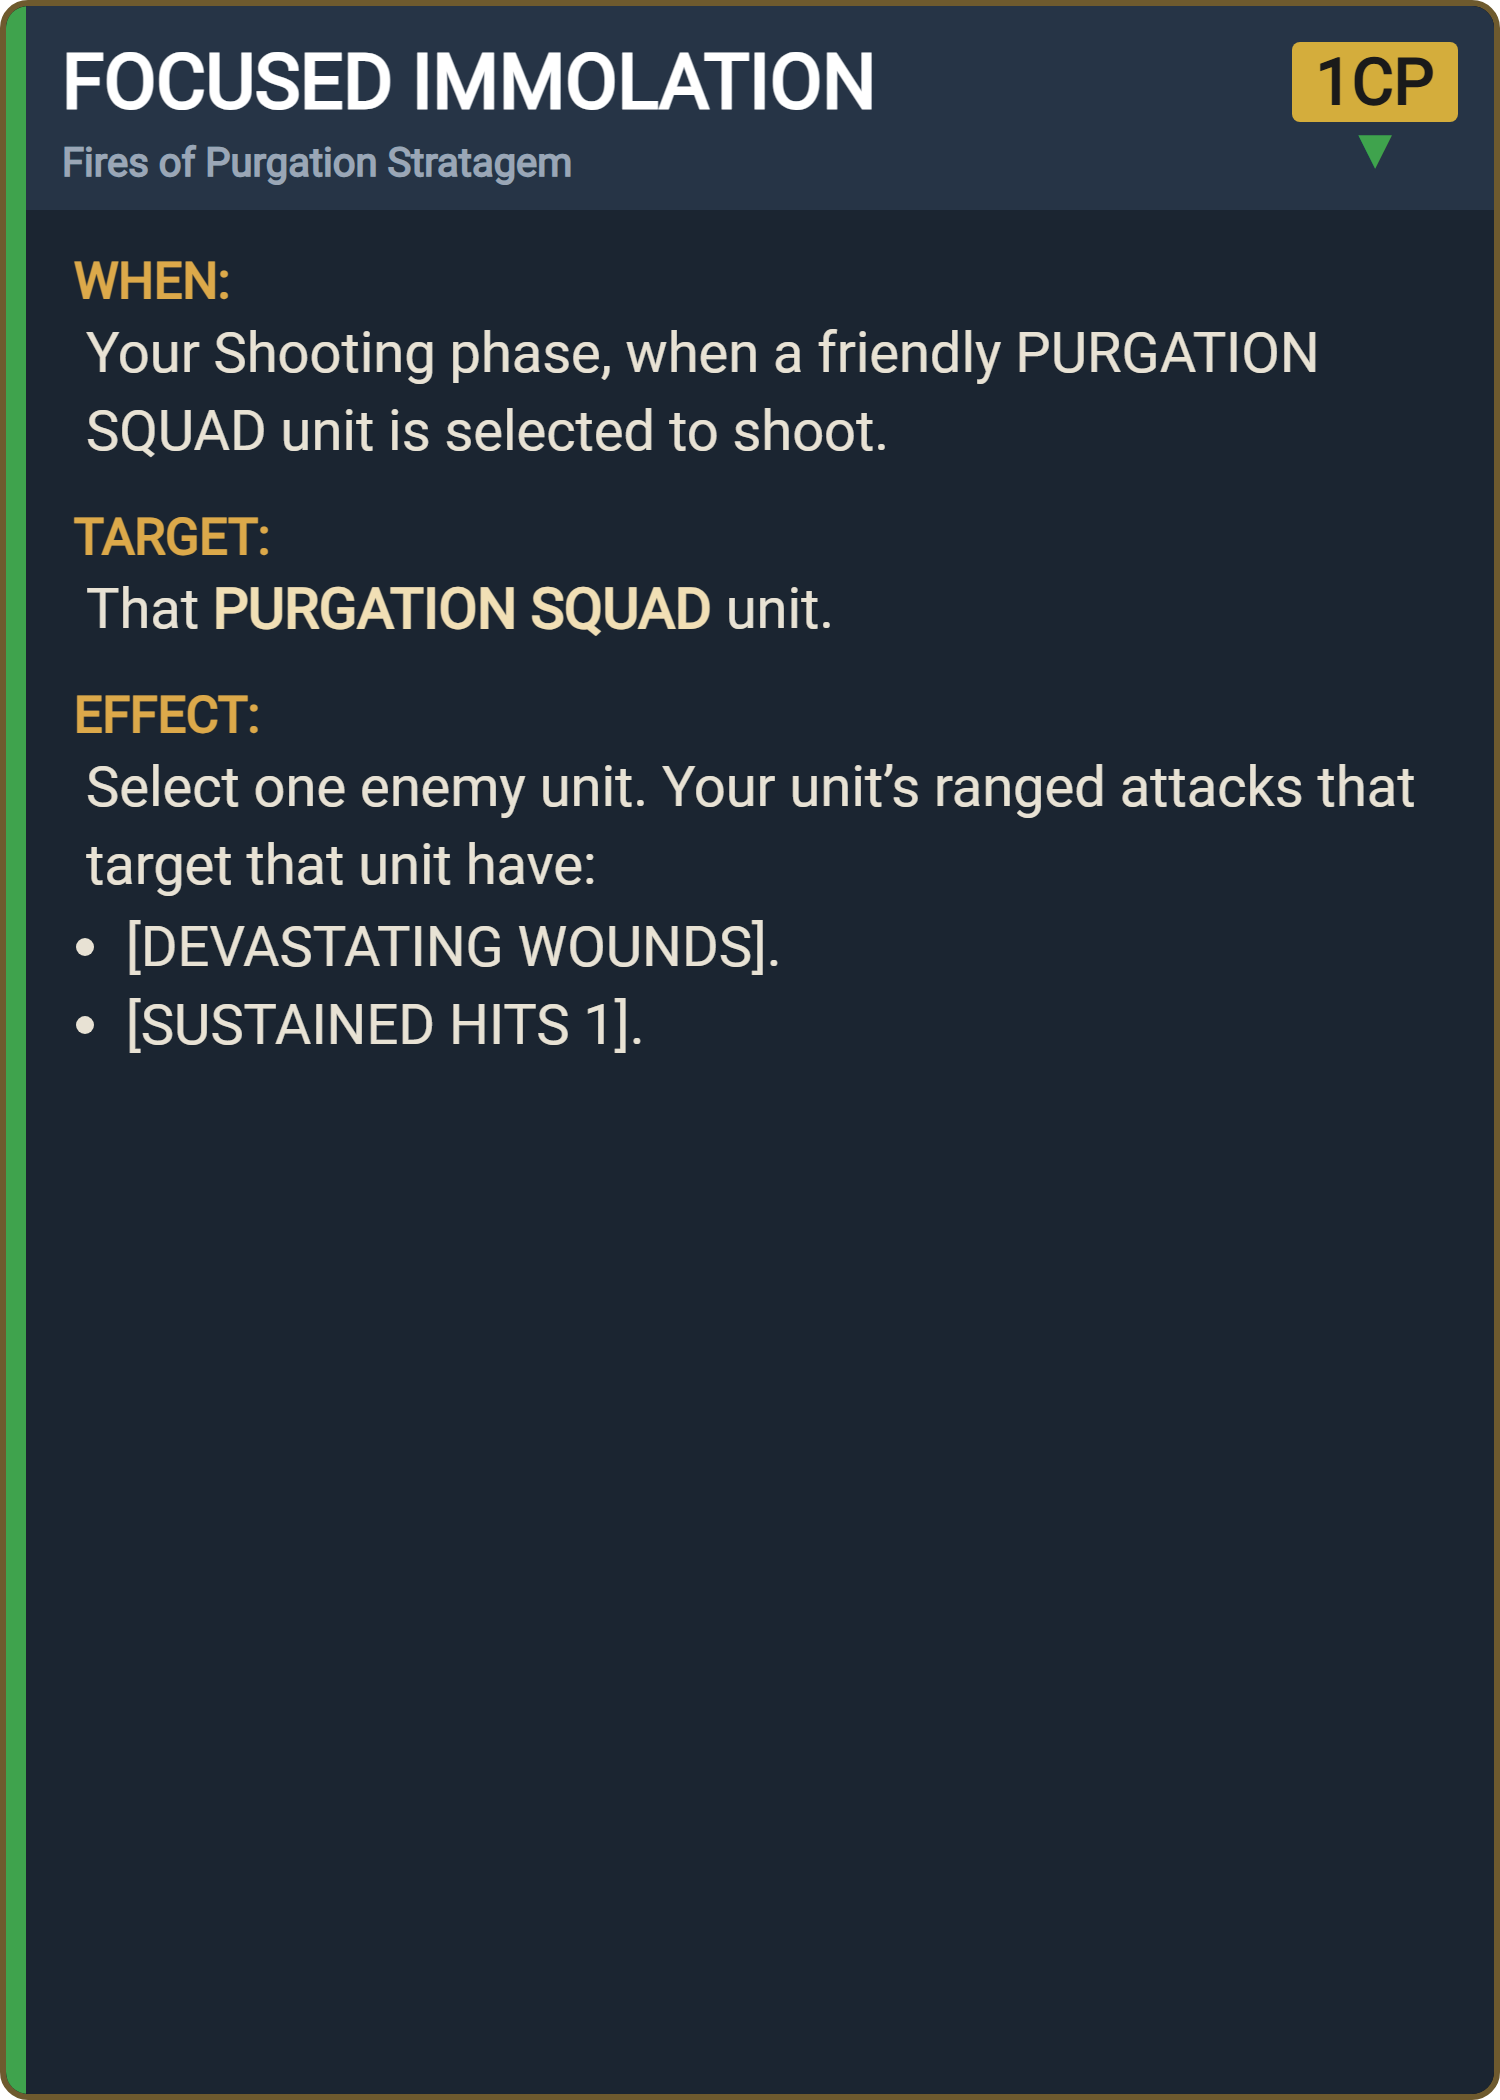 FOCUSED IMMOLATION
1CP
Fires of Purgation Stratagem
WHEN:
Your Shooting phase, when a friendly PURGATION
SQUAD unit is selected to shoot.
TARGET:
That PURGATION SQUAD unit.
EFFECT:
Select one enemy unit. Your unit’s ranged attacks that
target that unit have:
• [DEVASTATING WOUNDS].
• [SUSTAINED HITS 1].